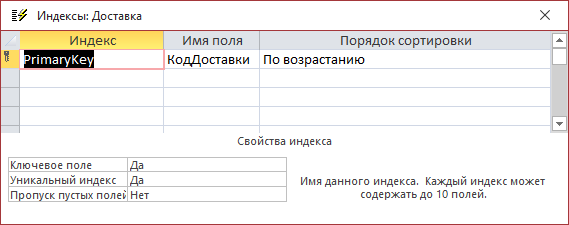 Индексы: Доставка
Индекс Имя поля Порядок сортировки
PrimaryKey КодДоставки По возрастанию
Свойства индекса
Ключевое поле Да
Уникальный индекс Да
Пропуск пустых полей Нет
Имя данного индекса. Каждый индекс может
содержать до 10 полей.